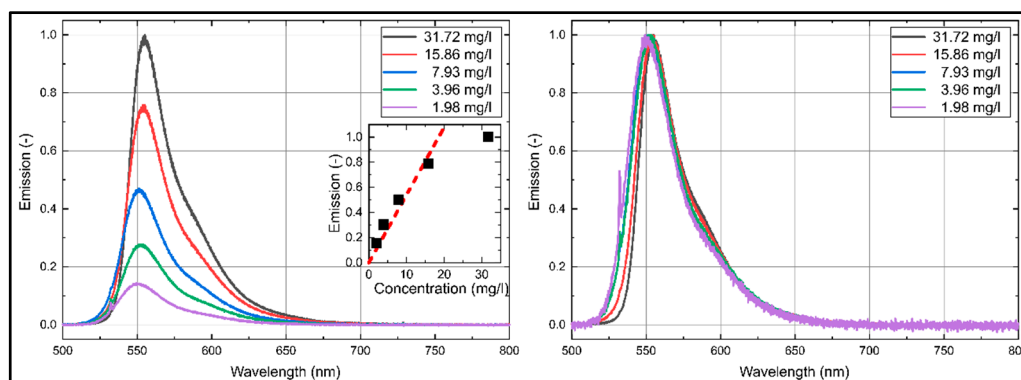 1.0
0.8
0.6
0.4
0.2
0.0
Emission (-)
500 550 600 650 700 750 800
Wavelength (nm)
31.72 mg/l
15.86 mg/l
7.93 mg/l
3.96 mg/l
1.98 mg/l
1.0
0.8
0.6
0.4
0.2
0.0
Emission (-)
0 10 20 30
Concentration (mg/l)
1.0
0.8
0.6
0.4
0.2
0.0
Emission (-)
500 550 600 650 700 750 800
Wavelength (nm)
31.72 mg/l
15.86 mg/l
7.93 mg/l
3.96 mg/l
1.98 mg/l